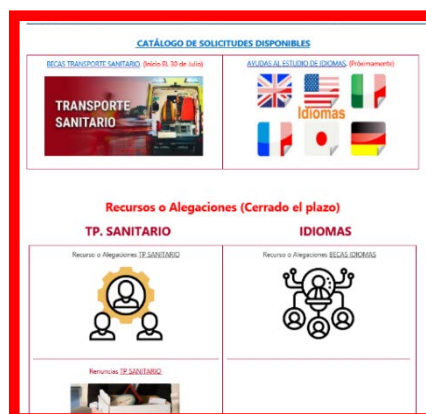 CATÁLOGO DE SOLICITUDES DISPONIBLES
BECAS TRANSPORTE SANITARIO. (Inicio EL 30 de Julio)
AYUDAS AL ESTUDIO DE IDIOMAS. (Próximamente)
TRANSPORTE
SANITARIO
Idiomas
Recursos o Alegaciones (Cerrado el plazo)
TP. SANITARIO
IDIOMAS
Recurso o Alegaciones TP SANITARIO
Recurso o Alegaciones BECAS IDIOMAS
Renuncias TP SANITARIO